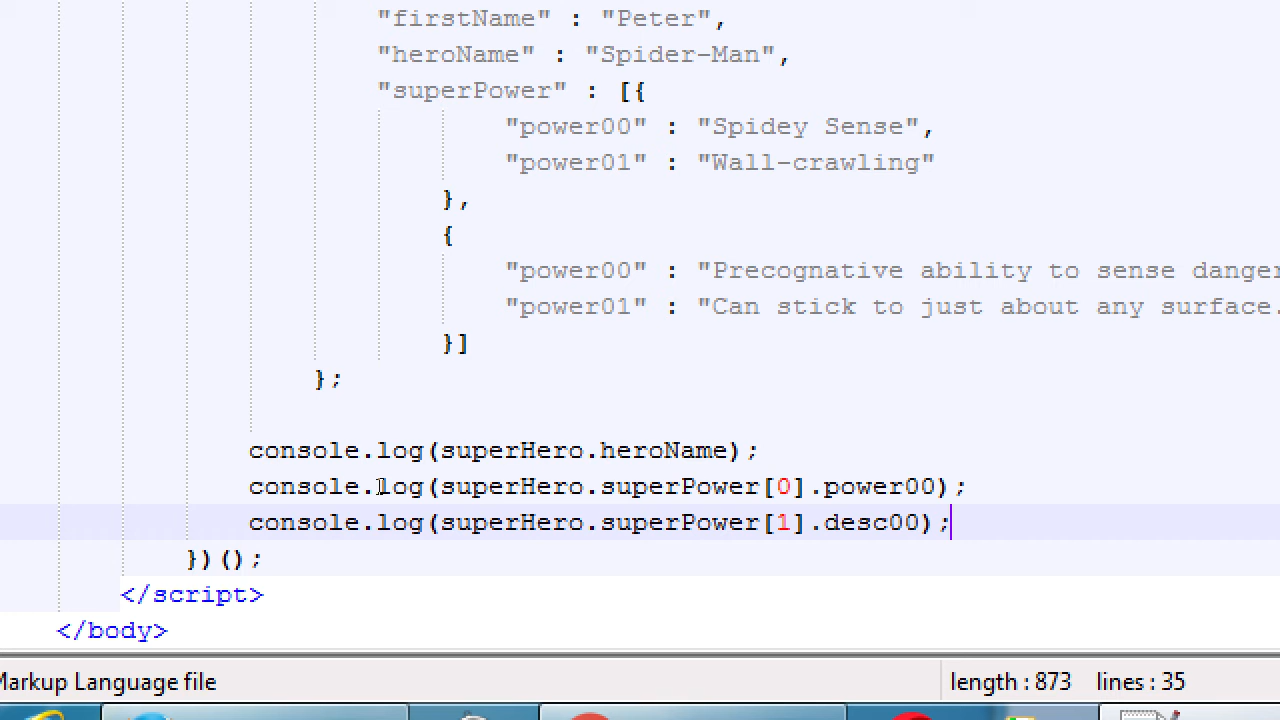 "firstName" : "Peter",
"heroName" : "Spider-Man",
"superPower" : [{
"power00" : "Spidey Sense",
"power01" : "Wall-crawling"
},
{
"power00" : "Precognative ability to sense danger
"power01" : "Can stick to just about any surface.
}]
};
console.log(superHero.heroName);
console.log(superHero.superPower[0].power00);
console.log(superHero.superPower[1].desc00);
})();
</script>
</body>
Markup Language file
length : 873 lines : 35